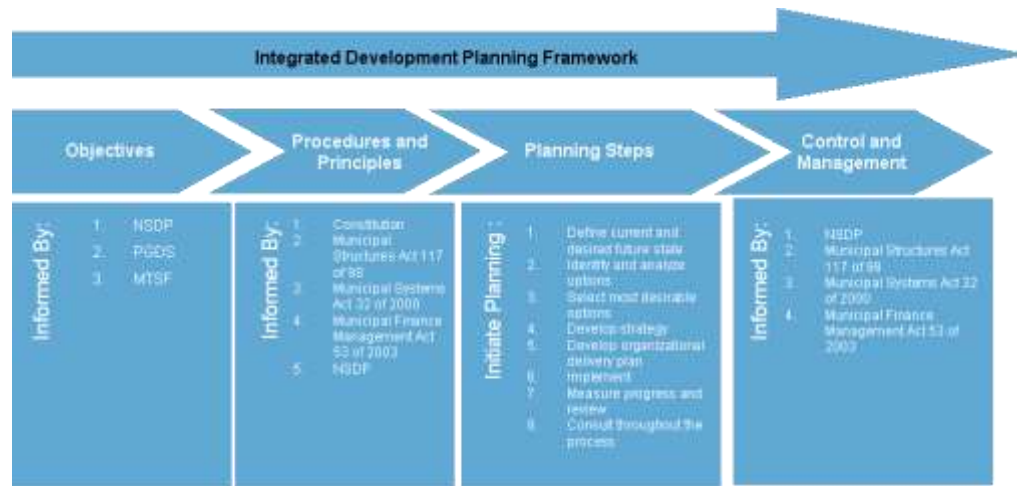 Integrated Development Planning Framework
Objectives
Procedures and
Principles
Planning Steps
Control and
Management
Informed By:
1. NSDP
2. PGDS
3. MTSF
Informed By:
1. Constitution
2. Municipal
Structures Act 117
of 98
3. Municipal Systems
Act 32 of 2000
4. Municipal Finance
Management Act
53 of 2003
5. NSDP
Initiate Planning :
1. Define current and
desired future state
2. Identify and analyze
options
3. Select most desirable
options
4. Develop strategy
5. Develop organizational
delivery plan
6. Implement
7. Measure progress and
review
8. Consult throughout the
process
Informed By:
1. NSDP
2. Municipal Structures Act
117 of 98
3. Municipal Systems Act 32
of 2000
4. Municipal Finance
Management Act 53 of
2003